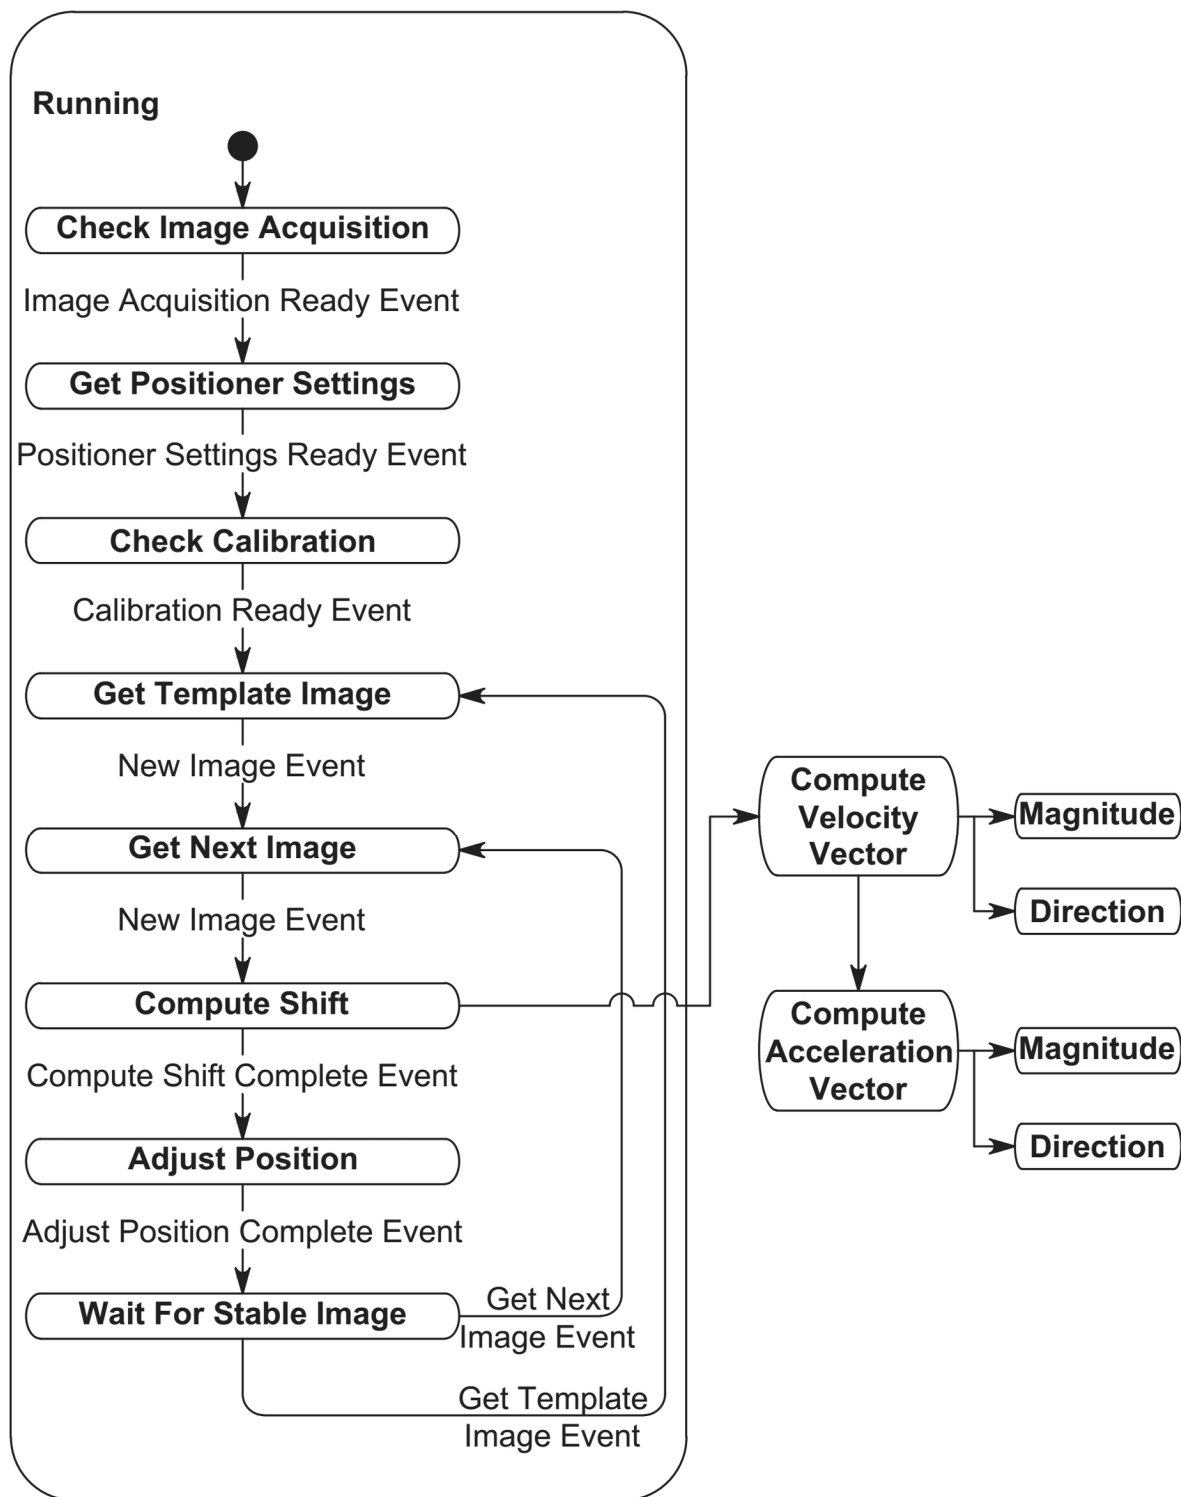 Running
Check Image Acquisition
Image Acquisition Ready Event
Get Positioner Settings
Positioner Settings Ready Event
Check Calibration
Calibration Ready Event
Get Template Image
New Image Event
Get Next Image
New Image Event
Compute Shift
Compute Shift Complete Event
Adjust Position
Adjust Position Complete Event
Wait For Stable Image
Get Next
Image Event
Get Template
Image Event
Compute
Velocity
Vector
Magnitude
Direction
Compute
Acceleration
Vector
Magnitude
Direction